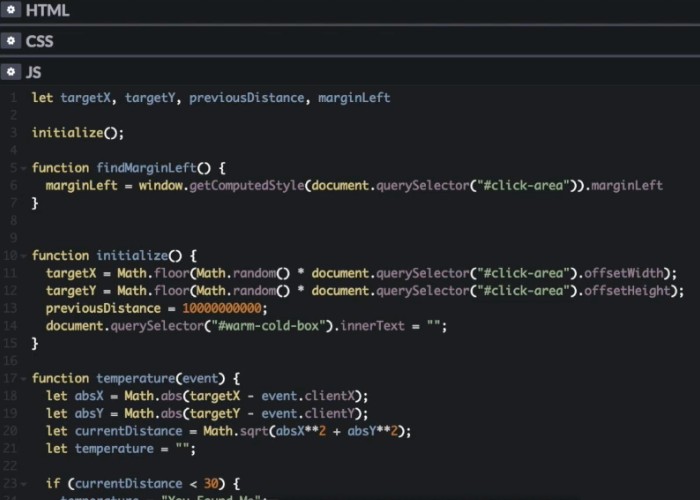 HTML
CSS
JS
1 let targetX, targetY, previousDistance, marginLeft
2
3 initialize();
4
5 function findMarginLeft() {
6 marginLeft = window.getComputedStyle(document.querySelector("#click-area")).marginLeft
7 }
8
9
10 function initialize() {
11 targetX = Math.floor(Math.random() * document.querySelector("#click-area").offsetWidth);
12 targetY = Math.floor(Math.random() * document.querySelector("#click-area").offsetHeight);
13 previousDistance = 10000000000;
14 document.querySelector("#warm-cold-box").innerText = "";
15 }
16
17 function temperature(event) {
18 let absX = Math.abs(targetX - event.clientX);
19 let absY = Math.abs(targetY - event.clientY);
20 let currentDistance = Math.sqrt(absX**2 + absY**2);
21 let temperature = "";
22
23 if (currentDistance < 30) {
temperature = "You Found Me";